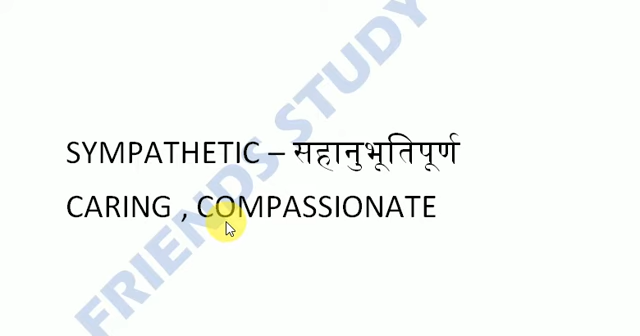 SYMPATHETIC – सहानुभूतिपूर्ण
CARING , COMPASSIONATE
FRIENDS STUDY